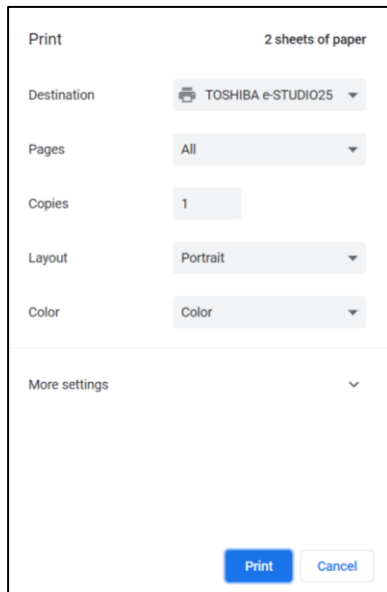 Print 2 sheets of paper
Destination TOSHIBA e-STUDIO25
Pages All
Copies 1
Layout Portrait
Color Color
More settings
Print Cancel